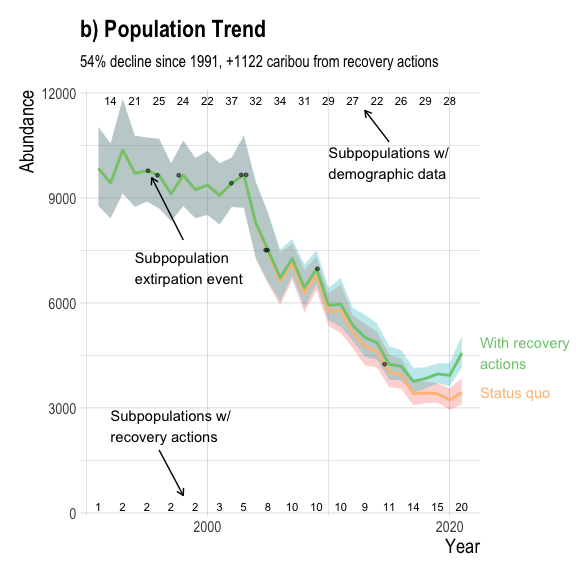 b) Population Trend
54% decline since 1991, +1122 caribou from recovery actions
Abundance
12000
14 21 25 24 22 37 32 34 31 29 27 22 26 29 28
Subpopulations w/
demographic data
9000
Subpopulation
extirpation event
6000
With recovery
actions
Status quo
3000
Subpopulations w/
recovery actions
0
1 2 2 2 2 3 5 8 10 10 10 9 11 14 15 20
2000 2020
Year